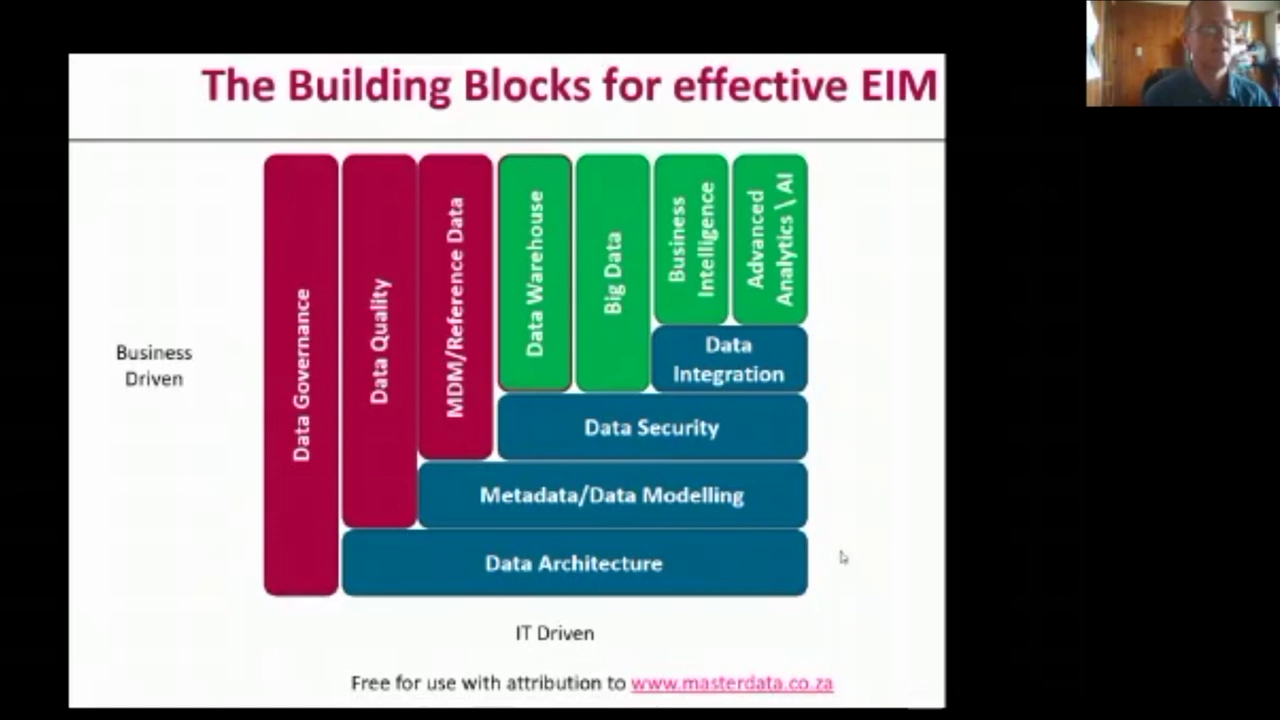 The Building Blocks for effective EIM
Business
Driven
Data Governance
Data Quality
MDM/Reference Data
Data Warehouse
Big Data
Business
Intelligence
Advanced
Analytics \ AI
Data
Integration
Data Security
Metadata/Data Modelling
Data Architecture
IT Driven
Free for use with attribution to www.masterdata.co.za